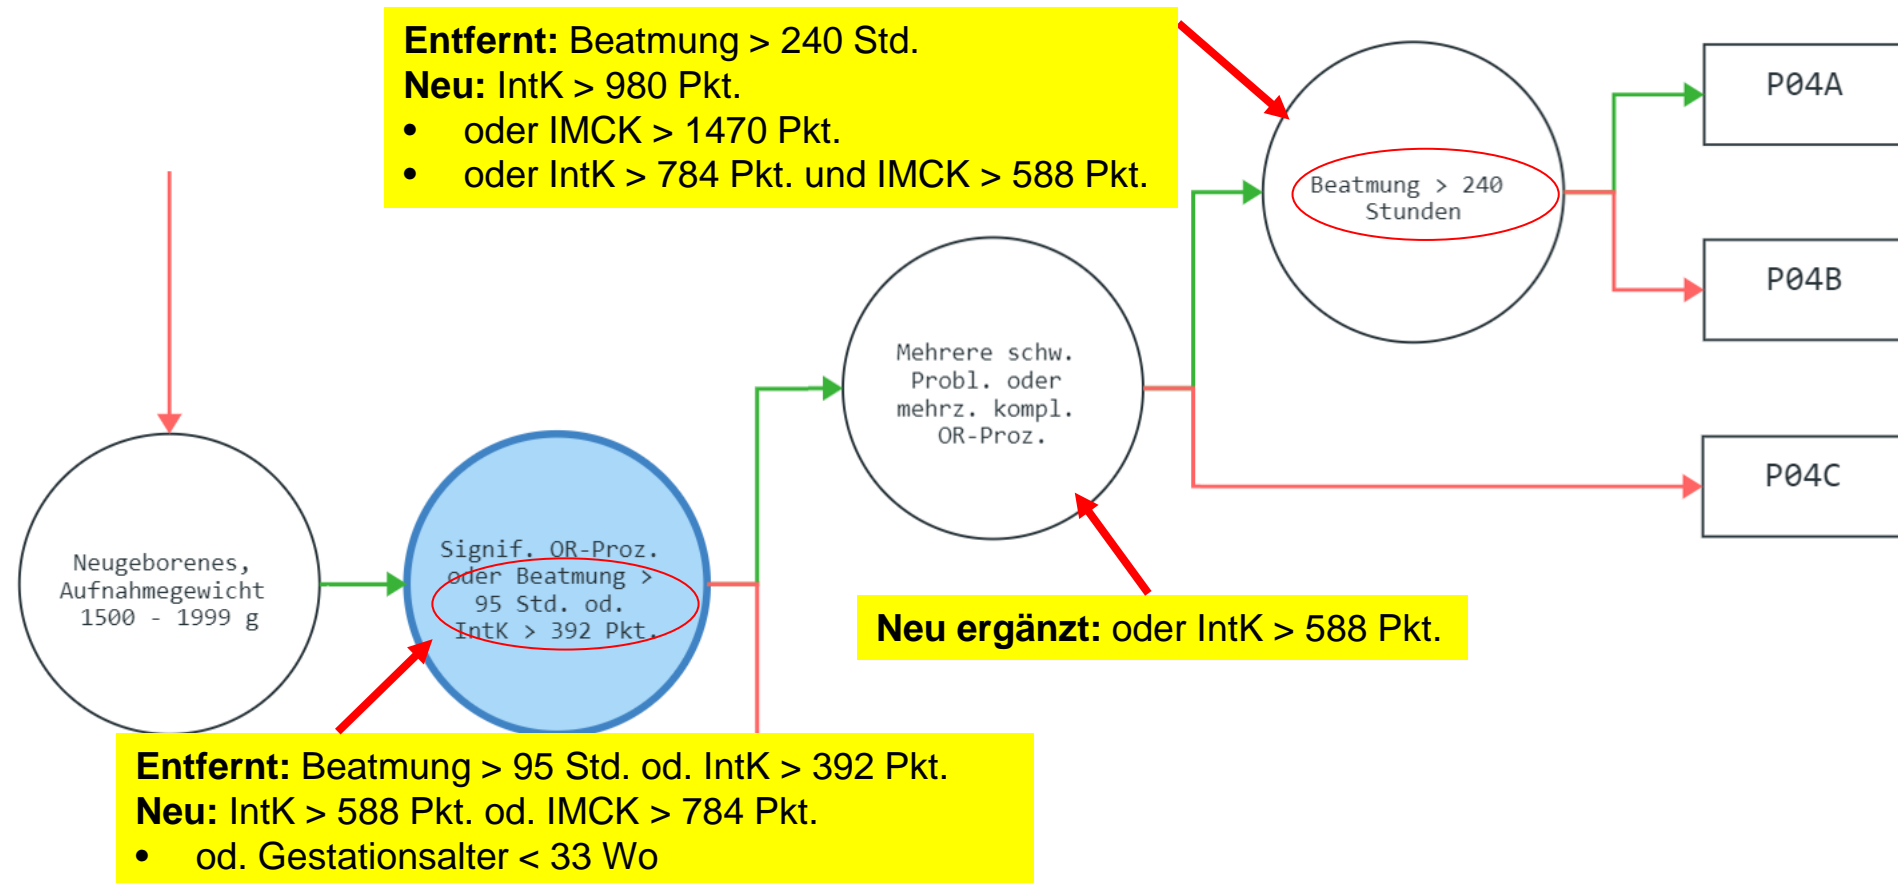 Entfernt: Beatmung > 240 Std.
Neu: IntK > 980 Pkt.
• oder IMCK > 1470 Pkt.
• oder IntK > 784 Pkt. und IMCK > 588 Pkt.
Beatmung > 240
Stunden
P04A
P04B
P04C
Mehrere schw.
Probl. oder
mehrz. kompl.
OR-Proz.
Neugeborenes,
Aufnahmegewicht
1500 - 1999 g
Signif. OR-Proz.
oder Beatmung >
95 Std. od.
IntK > 392 Pkt.
Neu ergänzt: oder IntK > 588 Pkt.
Entfernt: Beatmung > 95 Std. od. IntK > 392 Pkt.
Neu: IntK > 588 Pkt. od. IMCK > 784 Pkt.
• od. Gestationsalter < 33 Wo